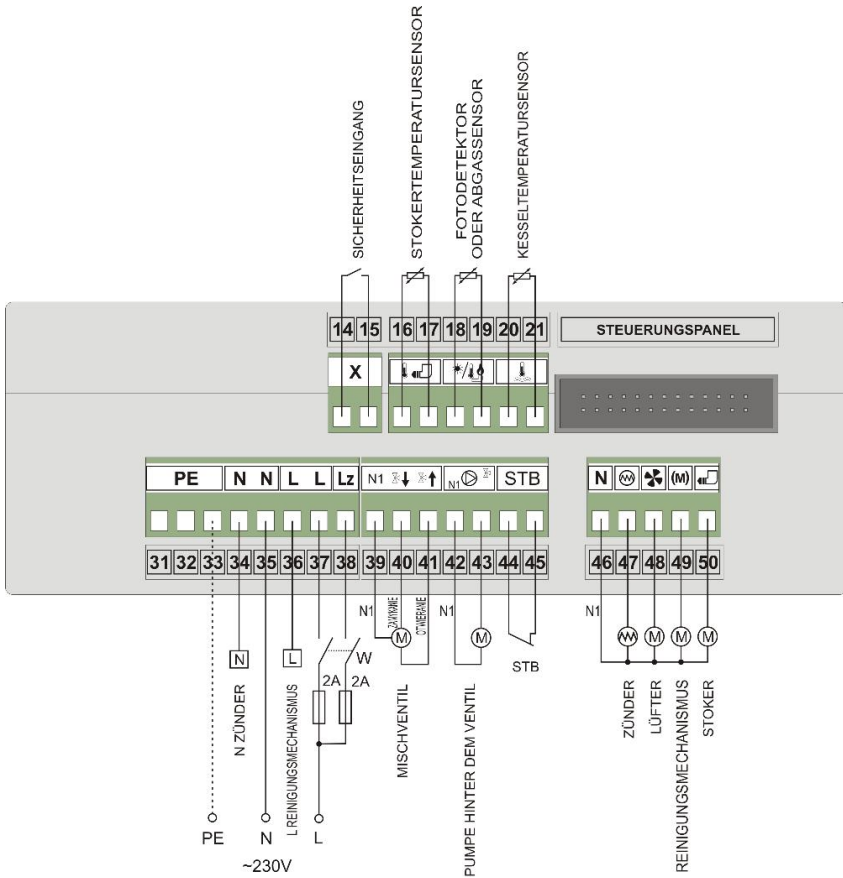 SICHERHEITSEINGANG
STOKERTEMPERATURSENSOR
FOTODETEKTOR
ODER ABGASSENSOR
KESSELTEMPERATURSENSOR
14 15 16 17 18 19 20 21
STEUERUNGSPANEL
X
PE N N L L Lz N1 N1 STB N (M)
31 32 33 34 35 36 37 38 39 40 41 42 43 44 45 46 47 48 49 50
N1
ZAMYKANIE
M
OTWIERANIE
N1
M
STB
N1
M
M
M
N
L
W
2A
2A
N ZÜNDER
L REINIGUNGSMECHANISMUS
MISCHVENTIL
PUMPE HINTER DEM VENTIL
ZÜNDER
LÜFTER
REINIGUNGSMECHANISMUS
STOKER
PE
N
L
~230V